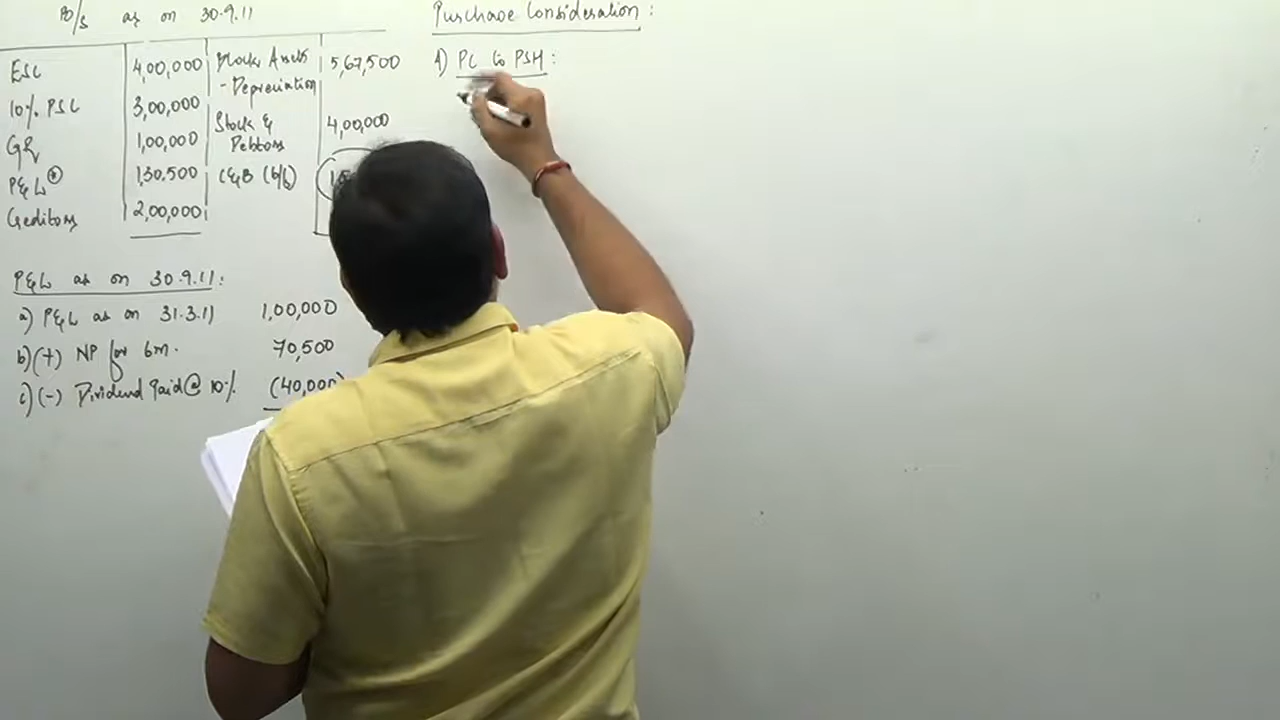 B/S as on 30.9.11
ESC 4,00,000 Block Assets 5,67,500
- Depreciation
10% PSC 3,00,000
Stock & 4,00,000
Debtors
GR 1,00,000
P&L 1,30,500 C&B (b/f)
Creditors 2,00,000
P&L as on 30.9.11:
a) P&L as on 31.3.11 1,00,000
b) (+) NP for 6m. 70,500
c) (-) Dividend paid @ 10% (40,000)
Purchase Consideration:
1) PC to PSH: